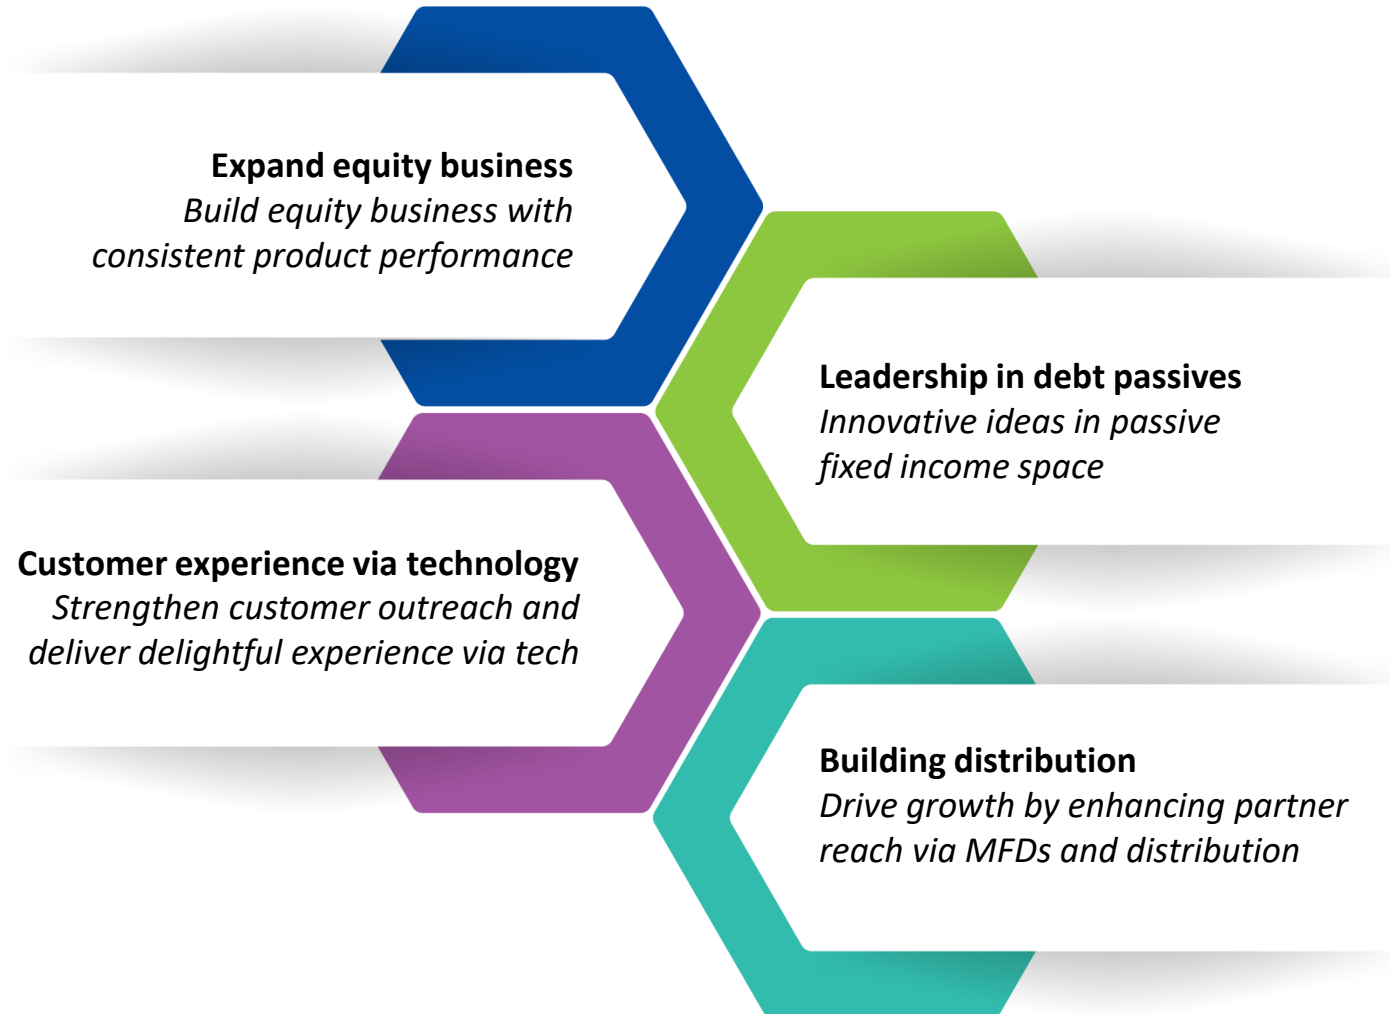 Expand equity business
Build equity business with
consistent product performance
Leadership in debt passives
Innovative ideas in passive
fixed income space
Customer experience via technology
Strengthen customer outreach and
deliver delightful experience via tech
Building distribution
Drive growth by enhancing partner
reach via MFDs and distribution